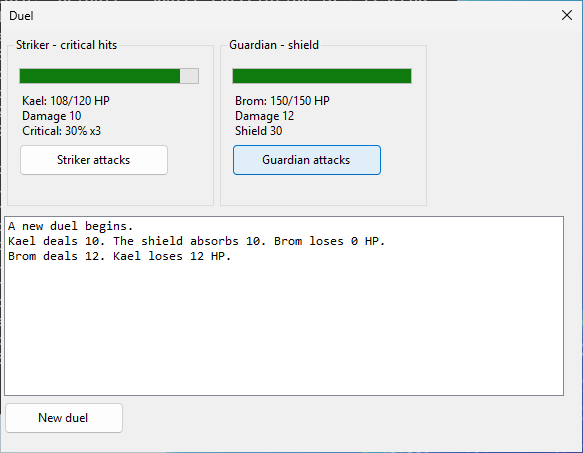 Duel
Striker - critical hits
Kael: 108/120 HP
Damage 10
Critical: 30% x3
Striker attacks
Guardian - shield
Brom: 150/150 HP
Damage 12
Shield 30
Guardian attacks
A new duel begins.
Kael deals 10. The shield absorbs 10. Brom loses 0 HP.
Brom deals 12. Kael loses 12 HP.
New duel